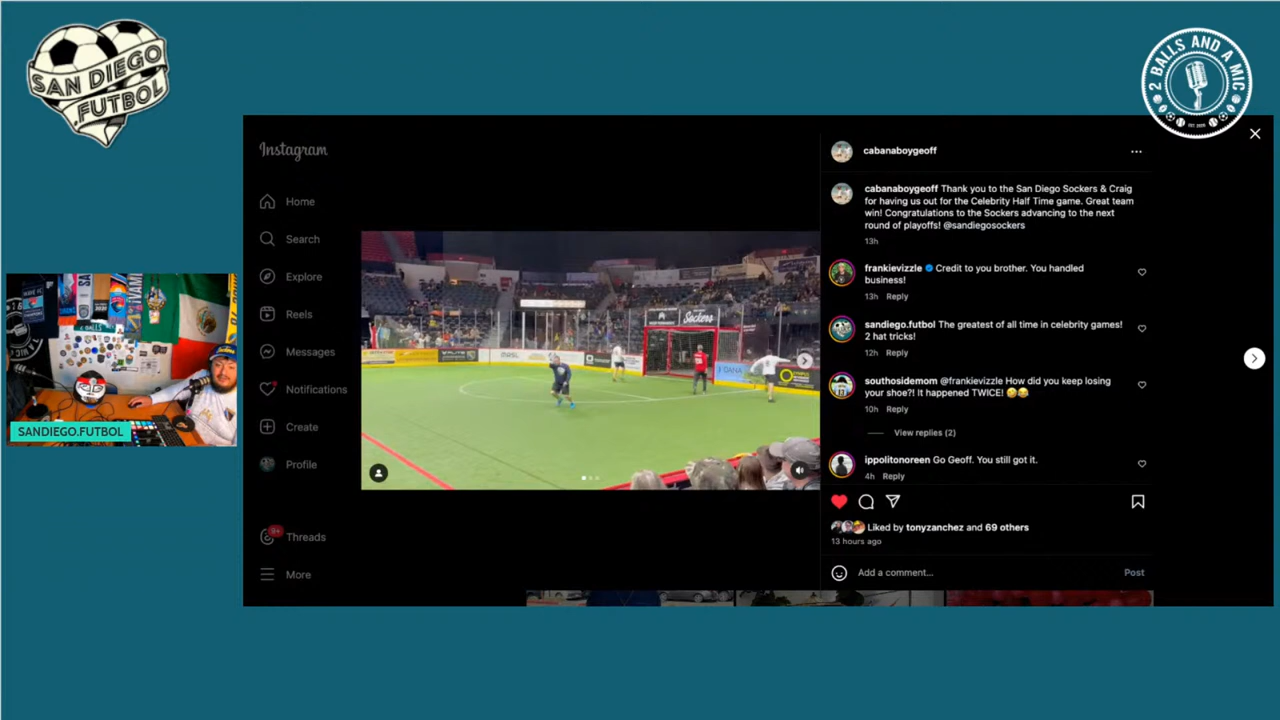 SAN DIEGO
.FUTBOL
2 BALLS AND A MIC
Instagram
Home
Search
Explore
Reels
Messages
Notifications
Create
Profile
9+
Threads
More
Sockers
SANDIEGO.FUTBOL
cabanaboygeoff
cabanaboygeoff Thank you to the San Diego Sockers & Craig
for having us out for the Celebrity Half Time game. Great team
win! Congratulations to the Sockers advancing to the next
round of playoffs! @sandiegosockers
13h
frankievizzle Credit to you brother. You handled
business!
13h Reply
sandiego.futbol The greatest of all time in celebrity games!
2 hat tricks!
12h Reply
southosidemom @frankievizzle How did you keep losing
your shoe?! It happened TWICE! 🤣😂
10h Reply
View replies (2)
ippolitonoreen Go Geoff. You still got it.
4h Reply
Liked by tonyzanchez and 69 others
13 hours ago
Add a comment...
Post